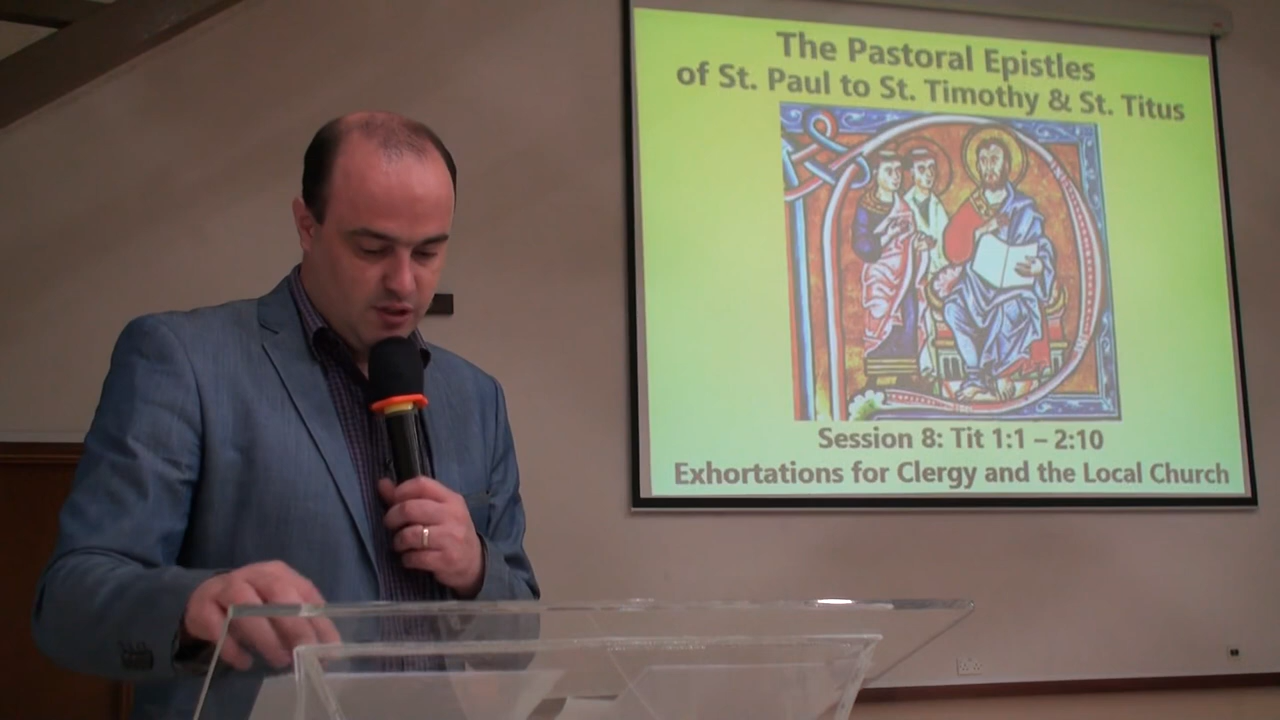 The Pastoral Epistles
of St. Paul to St. Timothy & St. Titus
Session 8: Tit 1:1 – 2:10
Exhortations for Clergy and the Local Church